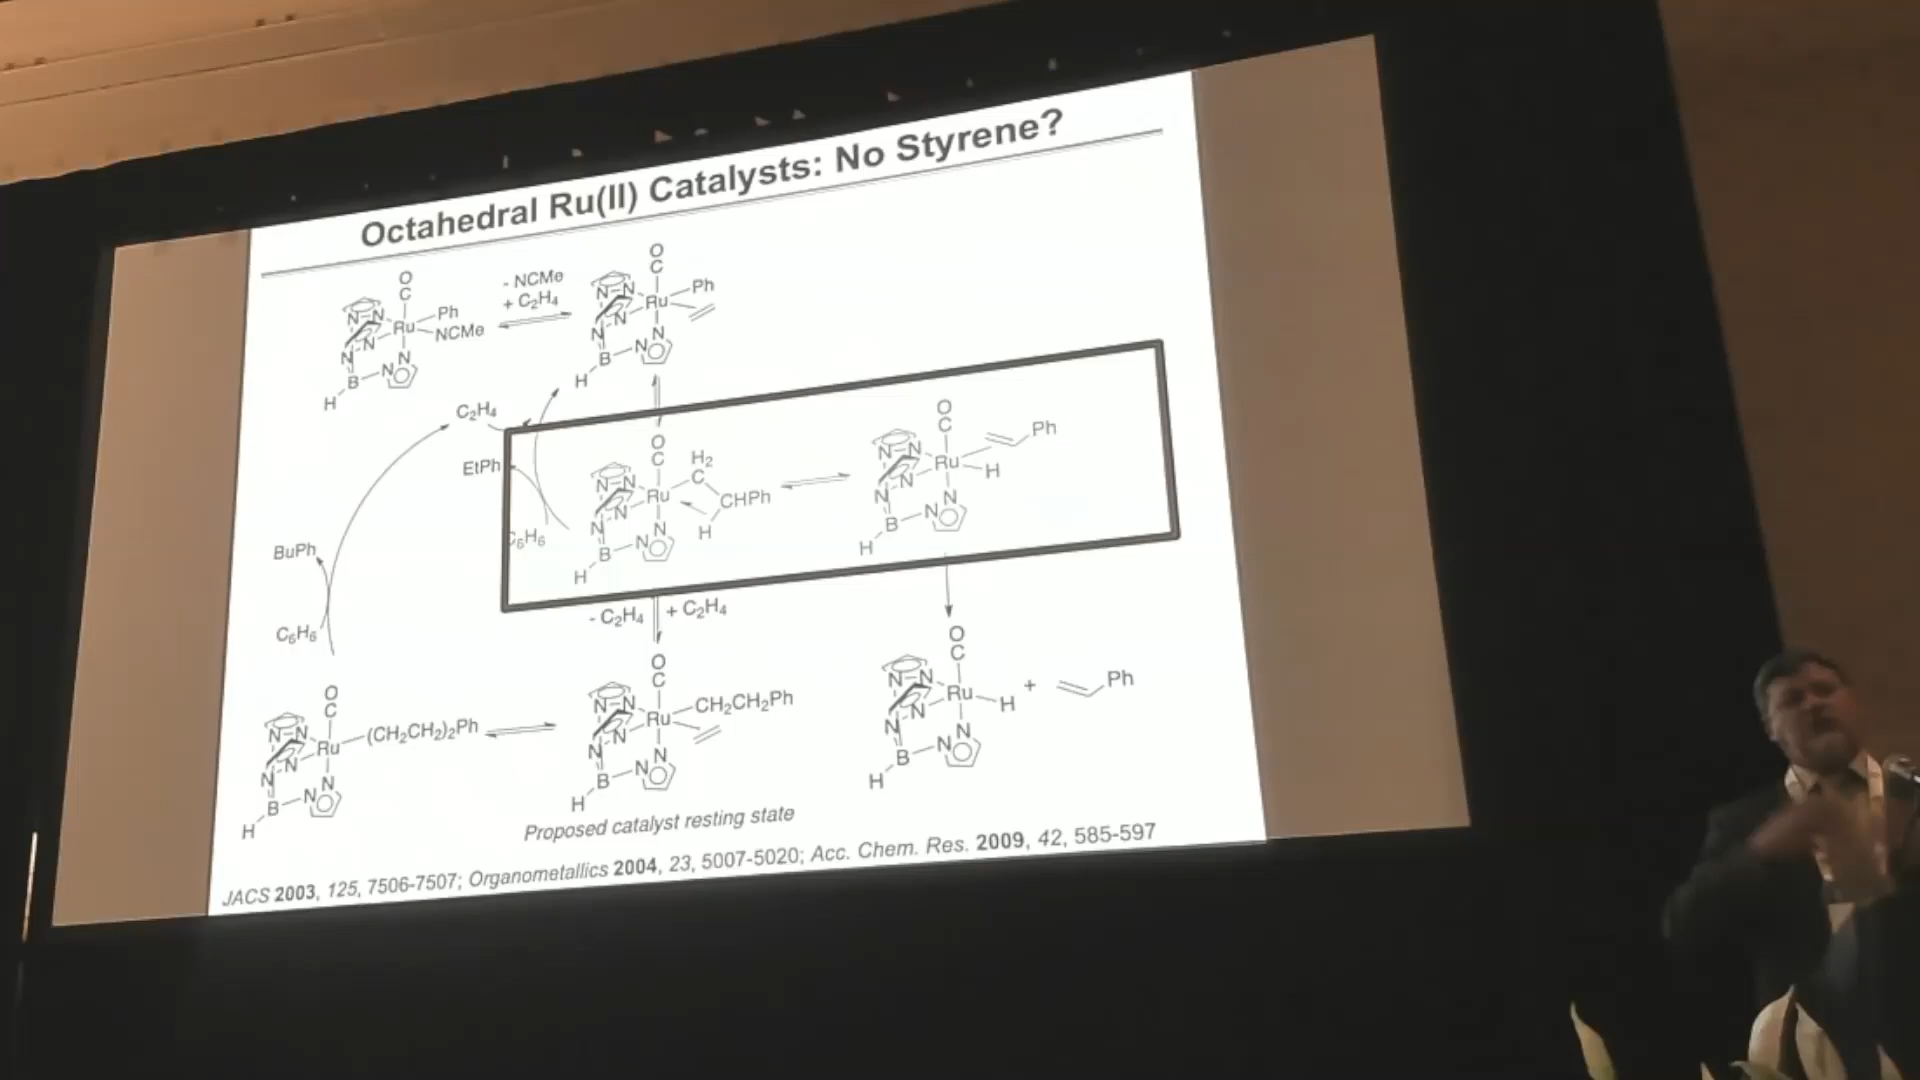 Octahedral Ru(II) Catalysts: No Styrene?
O
C
N N Ru Ph
NCMe
N N N
B N
H
- NCMe
+ C₂H₄
O
C
N N Ru Ph
N N N
B N
H
C₂H₄
EtPh
C₆H₆
O
C
H₂
C
N N Ru CHPh
N N N H
B N
H
O
C
Ph
N N Ru H
N N N
B N
H
BuPh
C₆H₆
- C₂H₄ + C₂H₄
O
C
N N Ru (CH₂CH₂)₂Ph
N N N
B N
H
O
C
N N Ru CH₂CH₂Ph
N N N
B N
H
Proposed catalyst resting state
O
C
N N Ru H + Ph
N N N
B N
H
JACS 2003, 125, 7506-7507; Organometallics 2004, 23, 5007-5020; Acc. Chem. Res. 2009, 42, 585-597